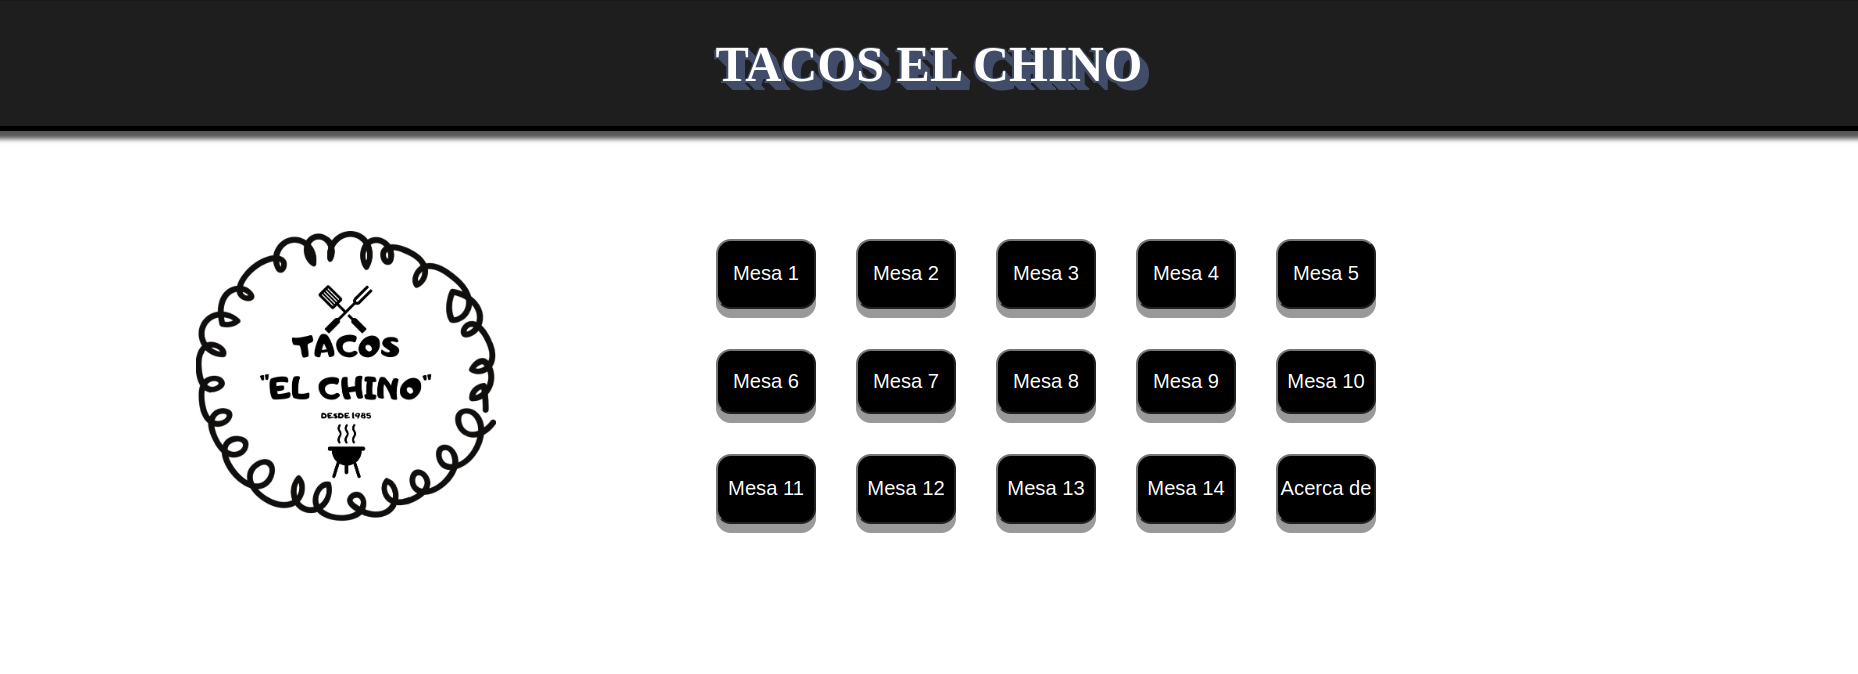 TACOS EL CHINO
TACOS
"EL CHINO"
DESDE 1985
Mesa 1 Mesa 2 Mesa 3 Mesa 4 Mesa 5
Mesa 6 Mesa 7 Mesa 8 Mesa 9 Mesa 10
Mesa 11 Mesa 12 Mesa 13 Mesa 14 Acerca de